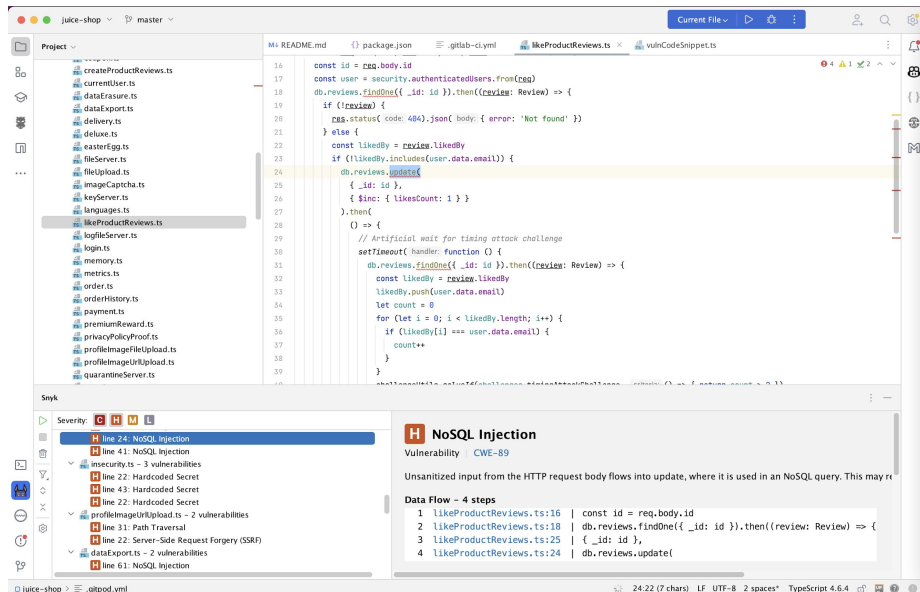 juice-shop
master
Current File
Project
M↓ README.md
{} package.json
.gitlab-ci.yml
likeProductReviews.ts ×
vulnCodeSnippet.ts
createProductReviews.ts
currentUser.ts
dataErasure.ts
dataExport.ts
delivery.ts
deluxe.ts
easterEgg.ts
fileServer.ts
fileUpload.ts
imageCaptcha.ts
keyServer.ts
languages.ts
likeProductReviews.ts
logfileServer.ts
login.ts
memory.ts
metrics.ts
order.ts
orderHistory.ts
payment.ts
premiumReward.ts
privacyPolicyProof.ts
profileImageFileUpload.ts
profileImageUrlUpload.ts
quarantineServer.ts
4 1 2
16 const id = req.body.id
17 const user = security.authenticatedUsers.from(req)
18 db.reviews.findOne({ _id: id }).then((review: Review) => {
19 if (!review) {
20 res.status( code: 404).json( body: { error: 'Not found' })
21 } else {
22 const likedBy = review.likedBy
23 if (!likedBy.includes(user.data.email)) {
24 db.reviews.update(
25 { _id: id },
26 { $inc: { likesCount: 1 } }
27 ).then(
28 () => {
29 // Artificial wait for timing attack challenge
30 setTimeout( handler: function () {
31 db.reviews.findOne({ _id: id }).then((review: Review) => {
32 const likedBy = review.likedBy
33 likedBy.push(user.data.email)
34 let count = 0
35 for (let i = 0; i < likedBy.length; i++) {
36 if (likedBy[i] === user.data.email) {
37 count++
38 }
39 }
Snyk
Severity: C H M L
H line 24: NoSQL Injection
H line 41: NoSQL Injection
insecurity.ts – 3 vulnerabilities
H line 22: Hardcoded Secret
H line 43: Hardcoded Secret
H line 22: Hardcoded Secret
profileImageUrlUpload.ts – 2 vulnerabilities
H line 31: Path Traversal
H line 22: Server-Side Request Forgery (SSRF)
dataExport.ts – 2 vulnerabilities
H line 61: NoSQL Injection
H NoSQL Injection
Vulnerability | CWE-89
Unsanitized input from the HTTP request body flows into update, where it is used in an NoSQL query. This may re
Data Flow – 4 steps
1 likeProductReviews.ts:16 | const id = req.body.id
2 likeProductReviews.ts:18 | db.reviews.findOne({ _id: id }).then((review: Review) => {
3 likeProductReviews.ts:25 | { _id: id },
4 likeProductReviews.ts:24 | db.reviews.update(
juice-shop > .gitpod.yml
24:22 (7 chars) LF UTF-8 2 spaces* TypeScript 4.6.4